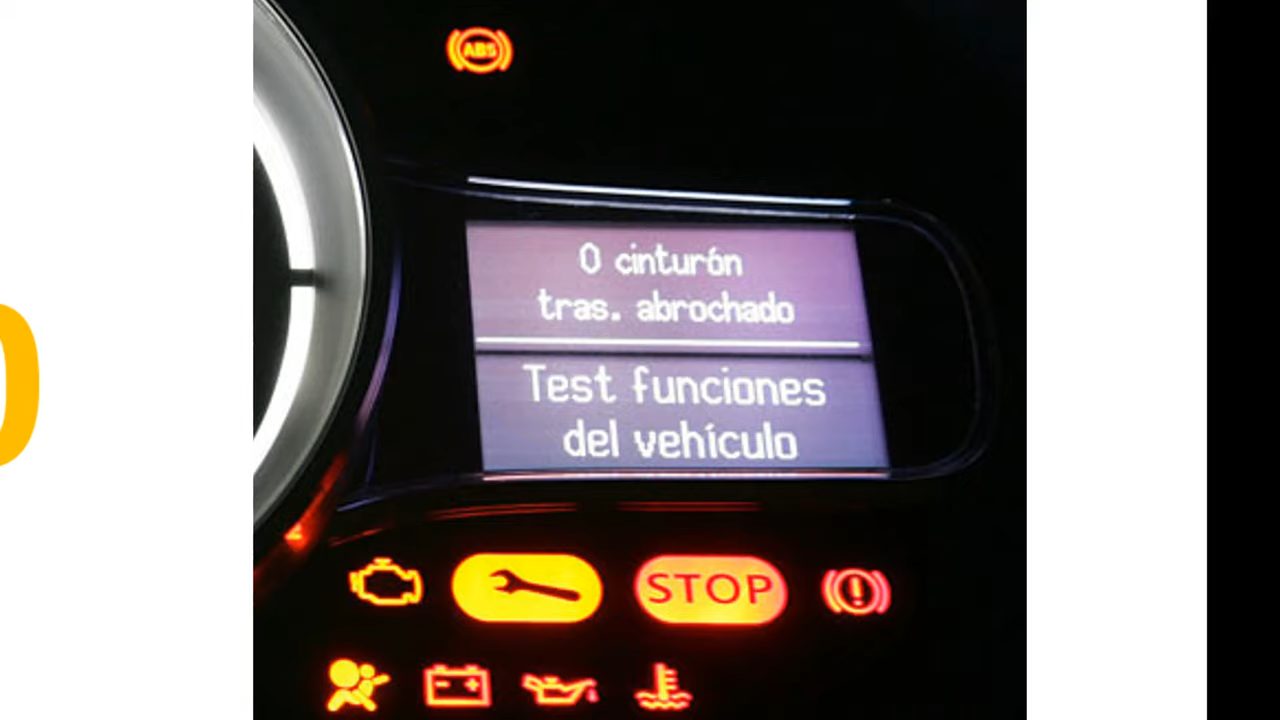 ABS
0 cinturón
tras. abrochado
Test funciones
del vehículo
STOP